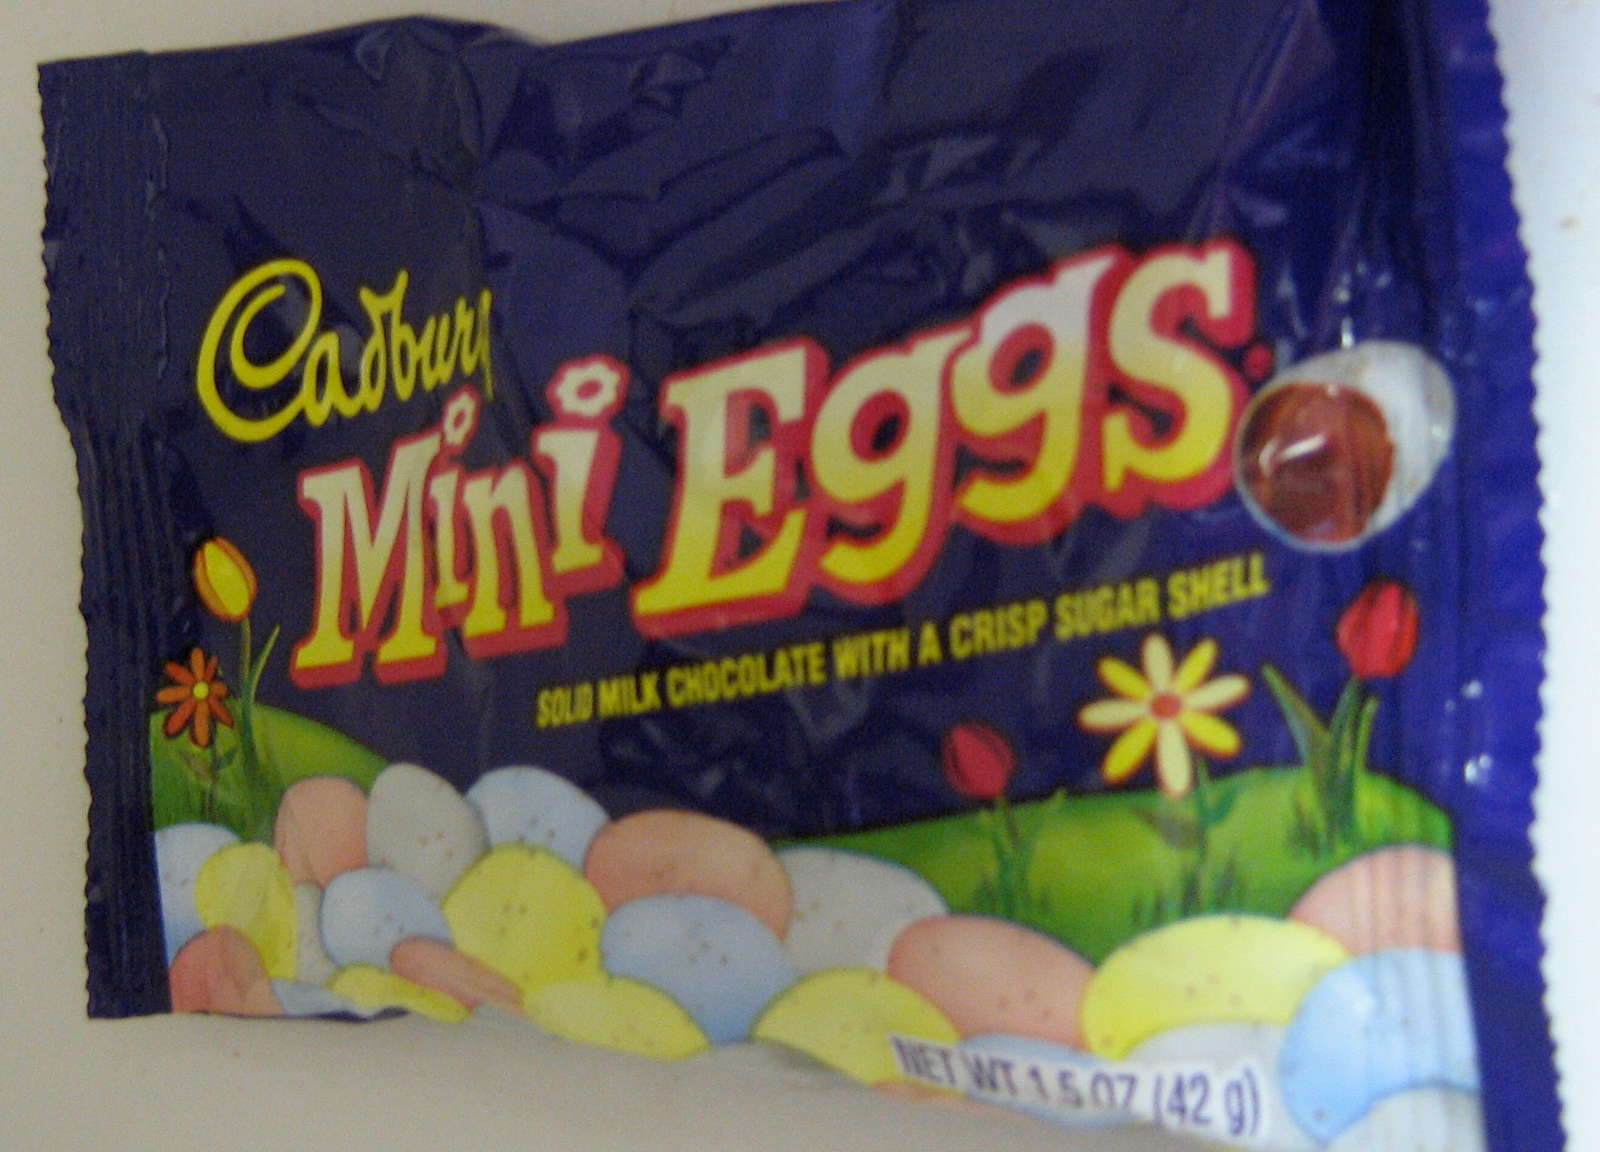 Cadbury
Mini Eggs
SOLID MILK CHOCOLATE WITH A CRISP SUGAR SHELL
NET WT 1.5 OZ (42 g)